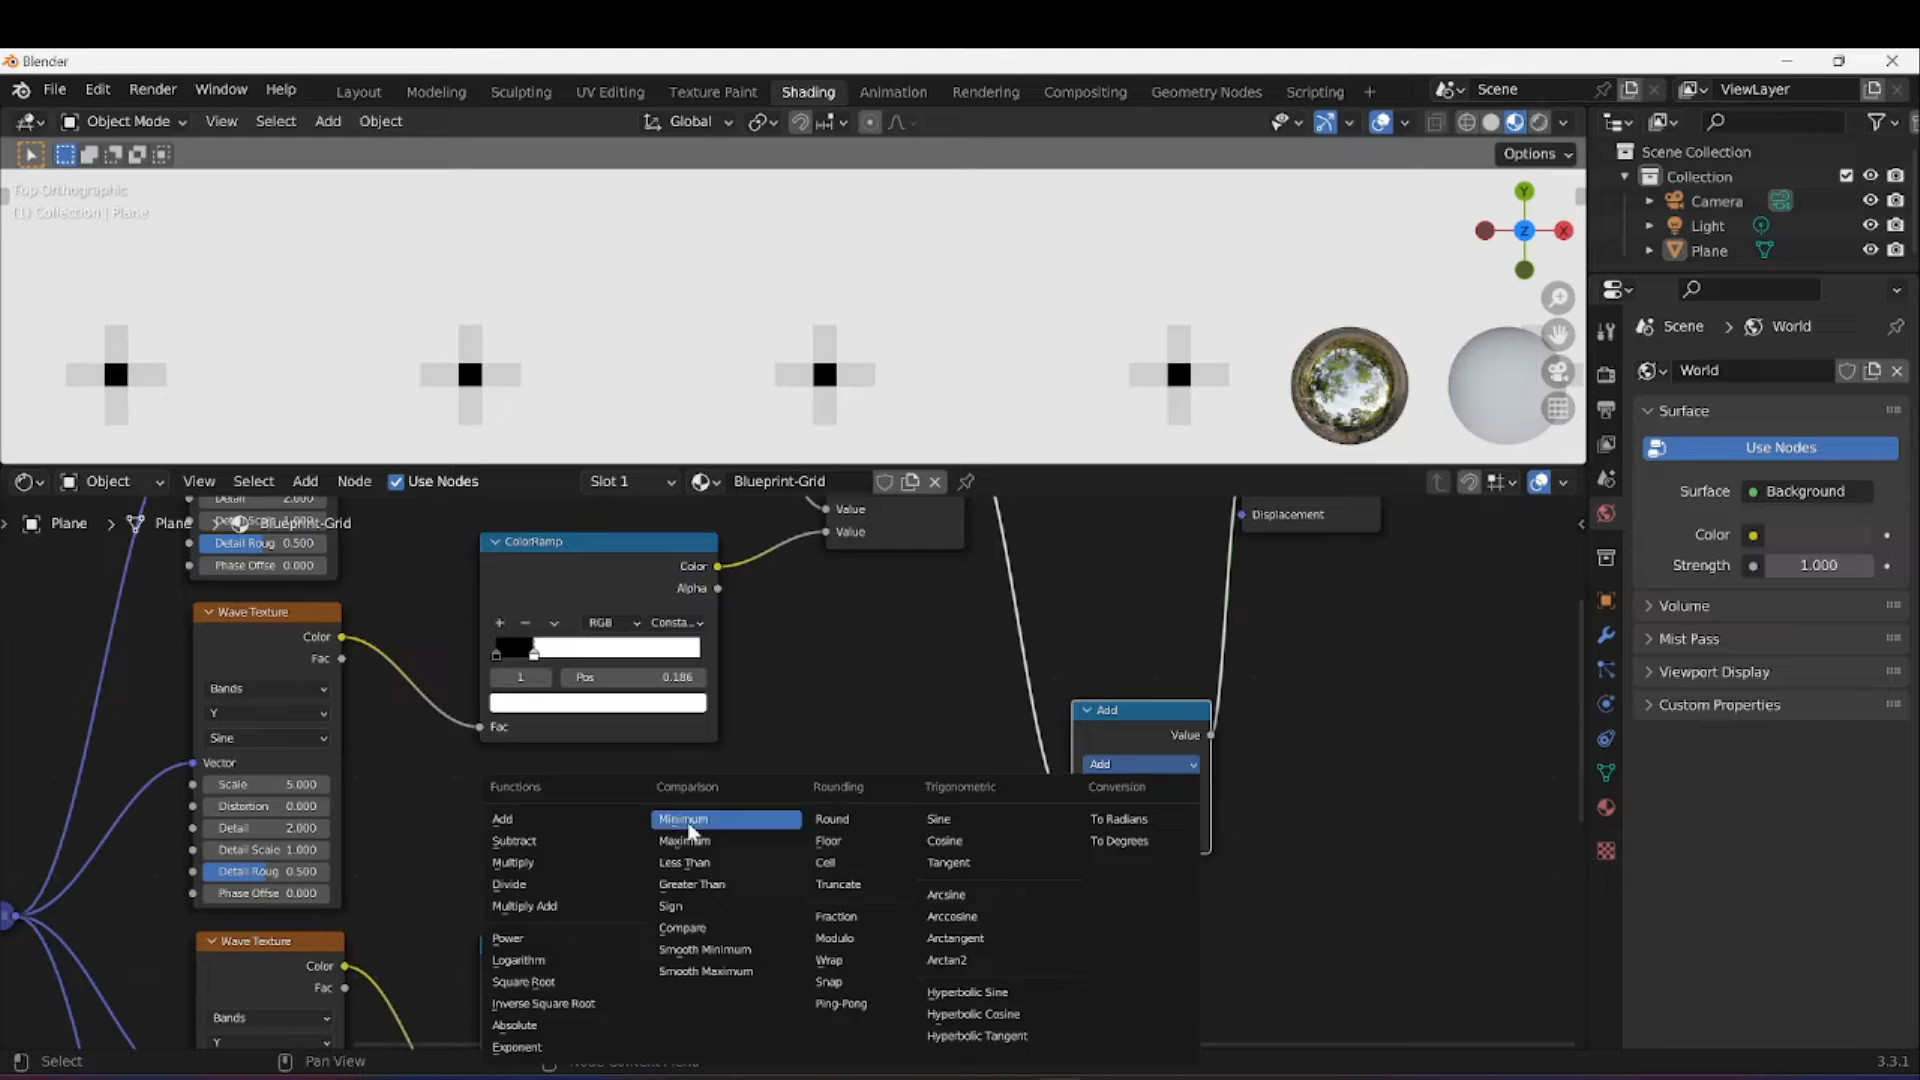 Blender
File Edit Render Window Help Layout Modeling Sculpting UV Editing Texture Paint Shading Animation Rendering Compositing Geometry Nodes Scripting + Scene ViewLayer
Object Mode View Select Add Object Global
Options
Top Orthographic
(1) Collection | Plane
Y
Z
X
Scene Collection
Collection
Camera
Light
Plane
Scene > World
World
Surface
Use Nodes
Surface Background
Color
Strength 1.000
Volume
Mist Pass
Viewport Display
Custom Properties
Object View Select Add Node Use Nodes Slot 1 Blueprint-Grid
Plane > Plane > Blueprint-Grid
Detail 2.000
Detail Roug 0.500
Phase Offse 0.000
Value
Value
Displacement
ColorRamp
Color
Alpha
+ − RGB Consta...
1 Pos 0.186
Fac
Wave Texture
Color
Fac
Bands
Y
Sine
Vector
Scale 5.000
Distortion 0.000
Detail 2.000
Detail Scale 1.000
Detail Roug 0.500
Phase Offse 0.000
Wave Texture
Color
Fac
Bands
Y
Add
Value
Add
Functions
Add
Subtract
Multiply
Divide
Multiply Add
Power
Logarithm
Square Root
Inverse Square Root
Absolute
Exponent
Comparison
Minimum
Maximum
Less Than
Greater Than
Sign
Compare
Smooth Minimum
Smooth Maximum
Rounding
Round
Floor
Ceil
Truncate
Fraction
Modulo
Wrap
Snap
Ping-Pong
Trigonometric
Sine
Cosine
Tangent
Arcsine
Arccosine
Arctangent
Arctan2
Hyperbolic Sine
Hyperbolic Cosine
Hyperbolic Tangent
Conversion
To Radians
To Degrees
Select Pan View 3.3.1